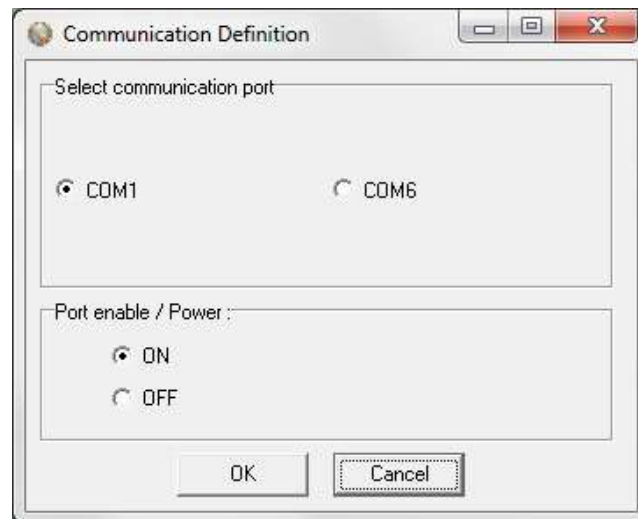 Communication Definition
Select communication port
COM1 COM6
Port enable / Power :
ON
OFF
OK Cancel